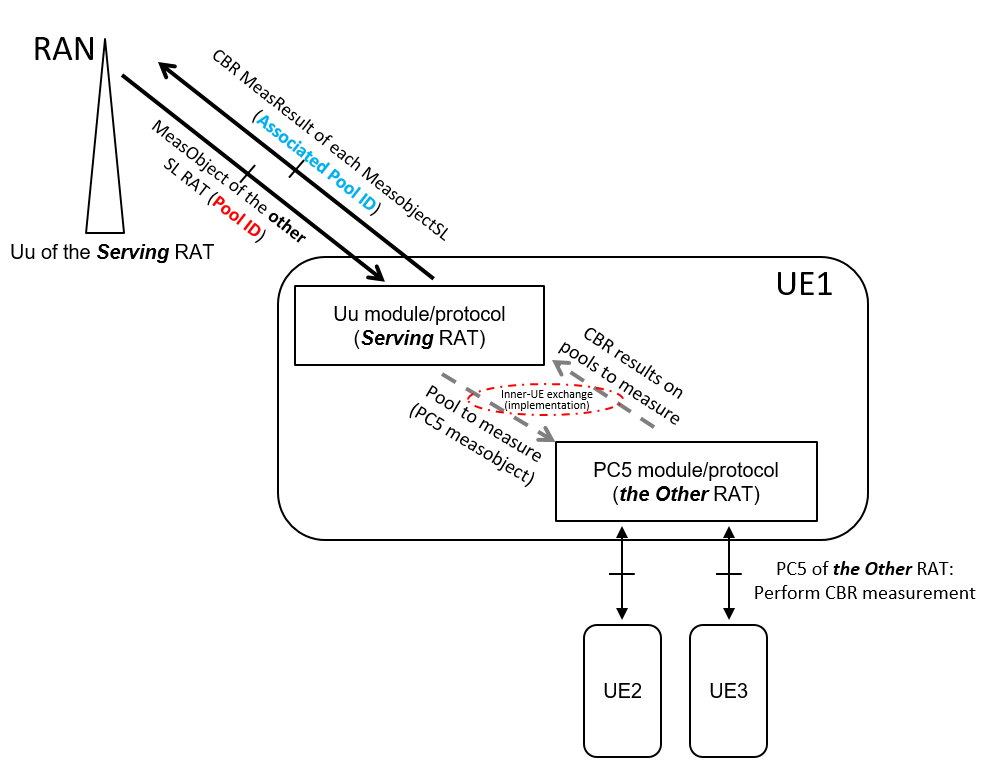 RAN
CBR MeasResult of each MeasobjectSL
(Associated Pool ID)
MeasObject of the other
SL RAT (Pool ID)
Uu of the Serving RAT
UE1
Uu module/protocol
(Serving RAT)
CBR results on
pools to measure
Inner-UE exchange
(implementation)
Pool to measure
(PC5 measobject)
PC5 module/protocol
(the Other RAT)
PC5 of the Other RAT:
Perform CBR measurement
UE2
UE3